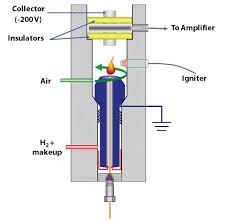 Collector
(-200V)
Insulators
To Amplifier
Air
Igniter
H2+
makeup